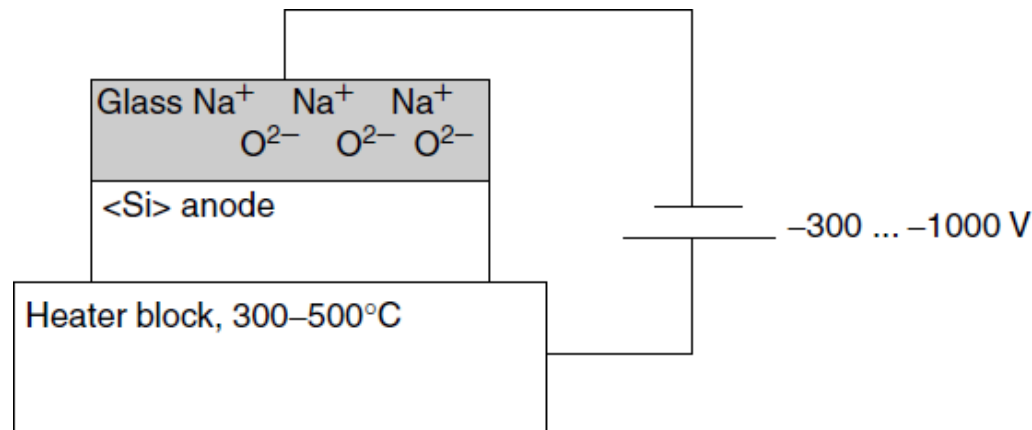 Glass Na⁺ Na⁺ Na⁺
O²⁻ O²⁻ O²⁻
<Si> anode
–300 ... –1000 V
Heater block, 300–500°C